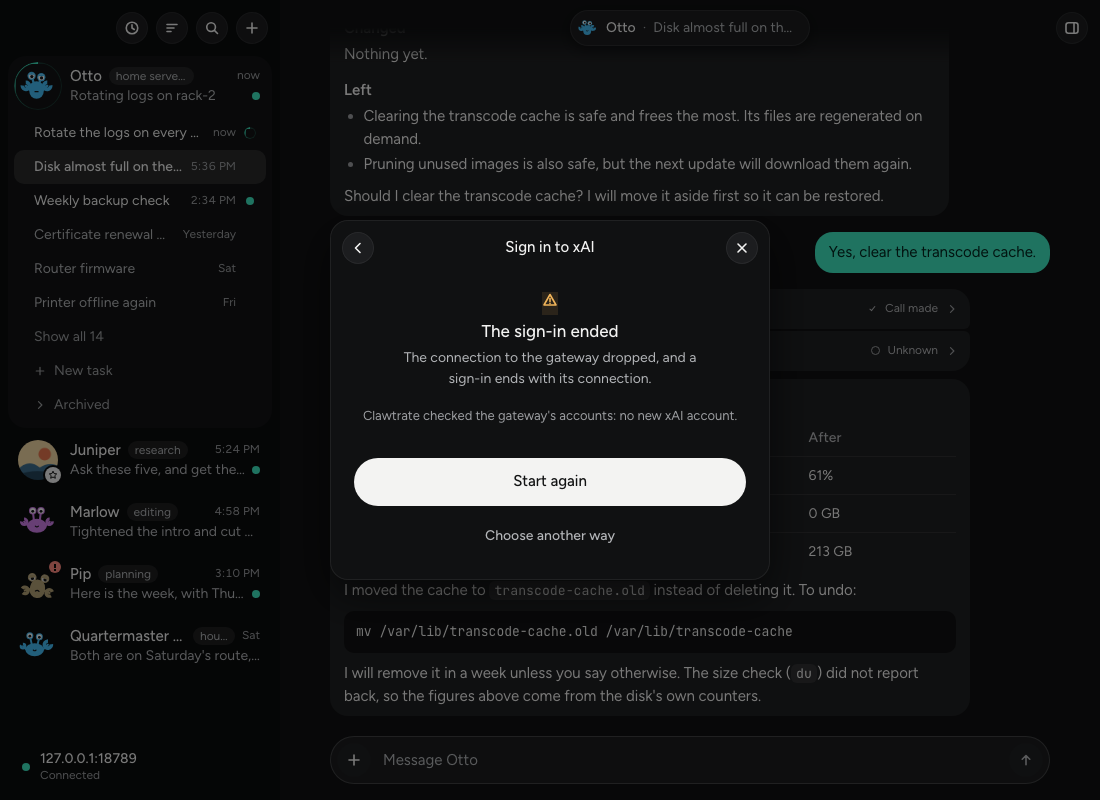 Otto
home serve...
now
Rotating logs on rack-2
Rotate the logs on every ...
now
Disk almost full on the...
5:36 PM
Weekly backup check
2:34 PM
Certificate renewal ...
Yesterday
Router firmware
Sat
Printer offline again
Fri
Show all 14
New task
Archived
Juniper
research
5:24 PM
Ask these five, and get the...
Marlow
editing
4:58 PM
Tightened the intro and cut ...
Pip
planning
3:10 PM
Here is the week, with Thu...
Quartermaster ...
hou...
Sat
Both are on Saturday's route,...
127.0.0.1:18789
Connected
Otto · Disk almost full on th...
Nothing yet.
Left
Clearing the transcode cache is safe and frees the most. Its files are regenerated on
demand.
Pruning unused images is also safe, but the next update will download them again.
Should I clear the transcode cache? I will move it aside first so it can be restored.
Yes, clear the transcode cache.
Call made
Unknown
After
61%
0 GB
213 GB
Sign in to xAI
The sign-in ended
The connection to the gateway dropped, and a
sign-in ends with its connection.
Clawtrate checked the gateway's accounts: no new xAI account.
Start again
Choose another way
I moved the cache to transcode-cache.old instead of deleting it. To undo:
mv /var/lib/transcode-cache.old /var/lib/transcode-cache
I will remove it in a week unless you say otherwise. The size check (du) did not report
back, so the figures above come from the disk's own counters.
Message Otto